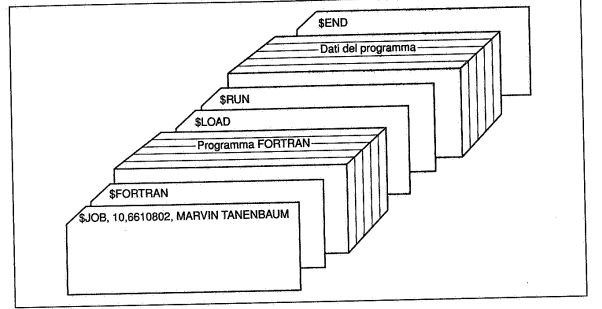 $END
Dati del programma
$RUN
$LOAD
Programma FORTRAN
$FORTRAN
$JOB, 10,6610802, MARVIN TANENBAUM